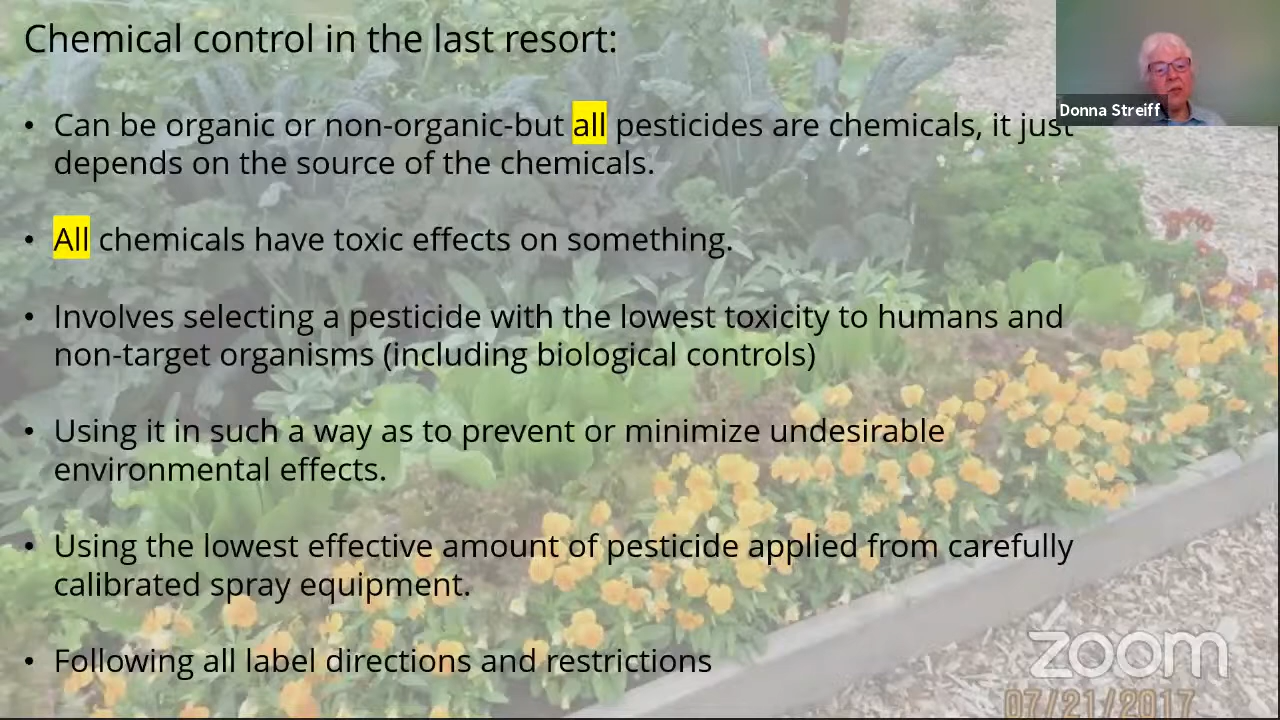 Chemical control in the last resort:
Donna Streiff
• Can be organic or non-organic-but all pesticides are chemicals, it just
depends on the source of the chemicals.
• All chemicals have toxic effects on something.
• Involves selecting a pesticide with the lowest toxicity to humans and
non-target organisms (including biological controls)
• Using it in such a way as to prevent or minimize undesirable
environmental effects.
• Using the lowest effective amount of pesticide applied from carefully
calibrated spray equipment.
• Following all label directions and restrictions
zoom
07/21/2017